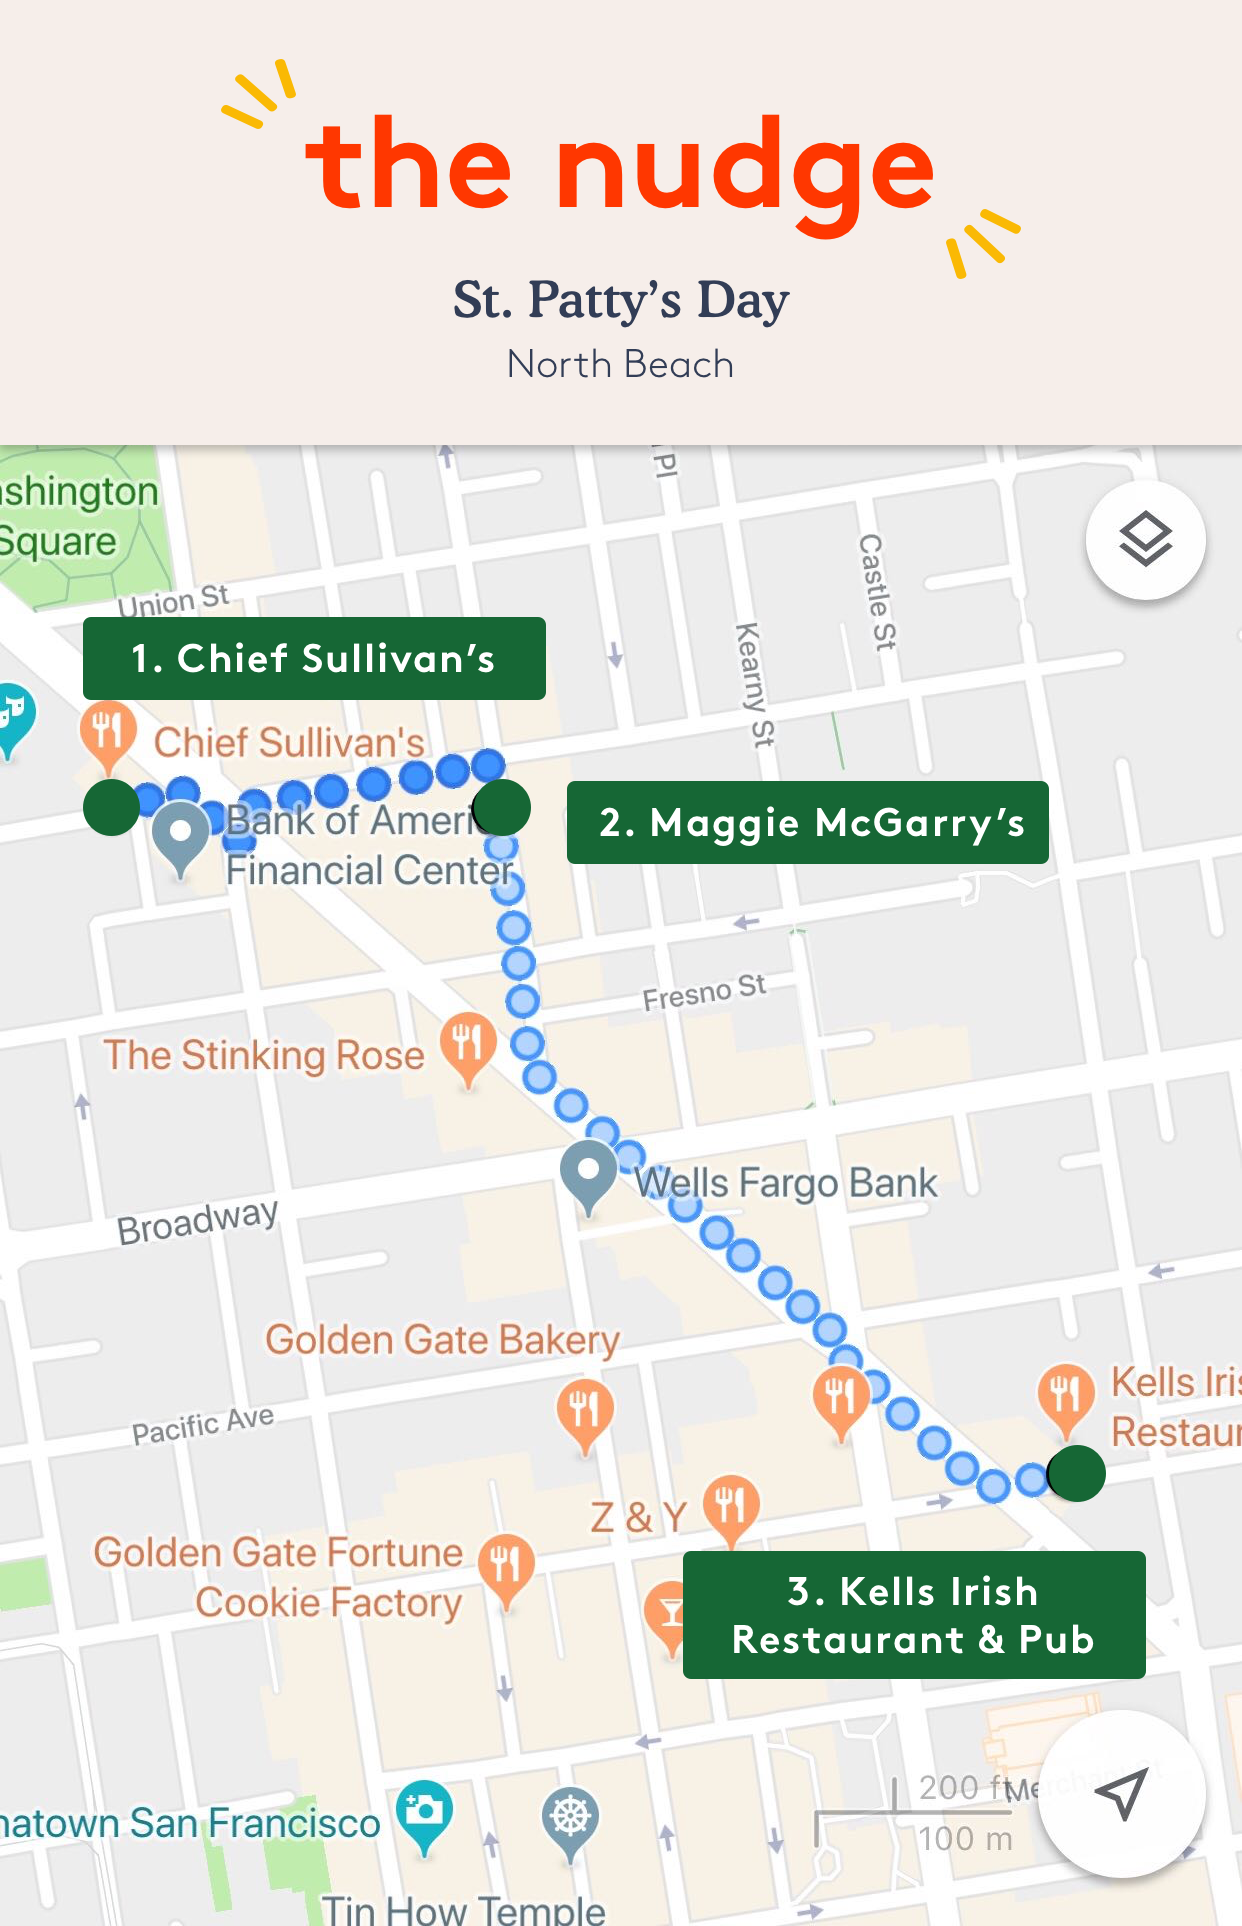 the nudge
St. Patty's Day
North Beach
Pl
shington
Square
Castle St
Union St
Kearny St
1. Chief Sullivan's
Chief Sullivan's
2. Maggie McGarry's
Bank of Ameri
Financial Center
Fresno St
The Stinking Rose
Wells Fargo Bank
Broadway
Golden Gate Bakery
Kells Iris
Restaur
Pacific Ave
Z & Y
Golden Gate Fortune
Cookie Factory
3. Kells Irish
Restaurant & Pub
200 ft
100 m
natown San Francisco
Tin How Temple